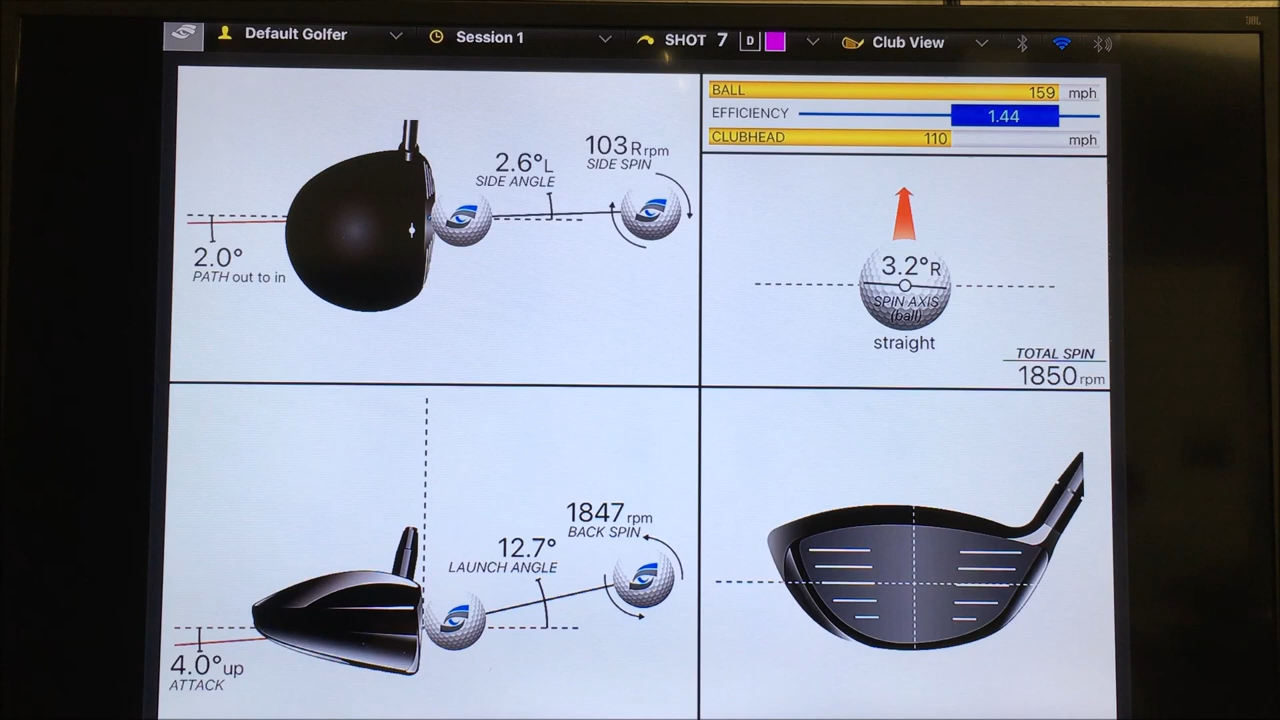 JBL
Default Golfer
Session 1
SHOT 7 D
Club View
103 R rpm
SIDE SPIN
2.6° L
SIDE ANGLE
2.0°
PATH out to in
BALL 159 mph
EFFICIENCY 1.44
CLUBHEAD 110 mph
3.2° R
SPIN AXIS
(ball)
straight
TOTAL SPIN
1850 rpm
1847 rpm
BACK SPIN
12.7°
LAUNCH ANGLE
4.0° up
ATTACK